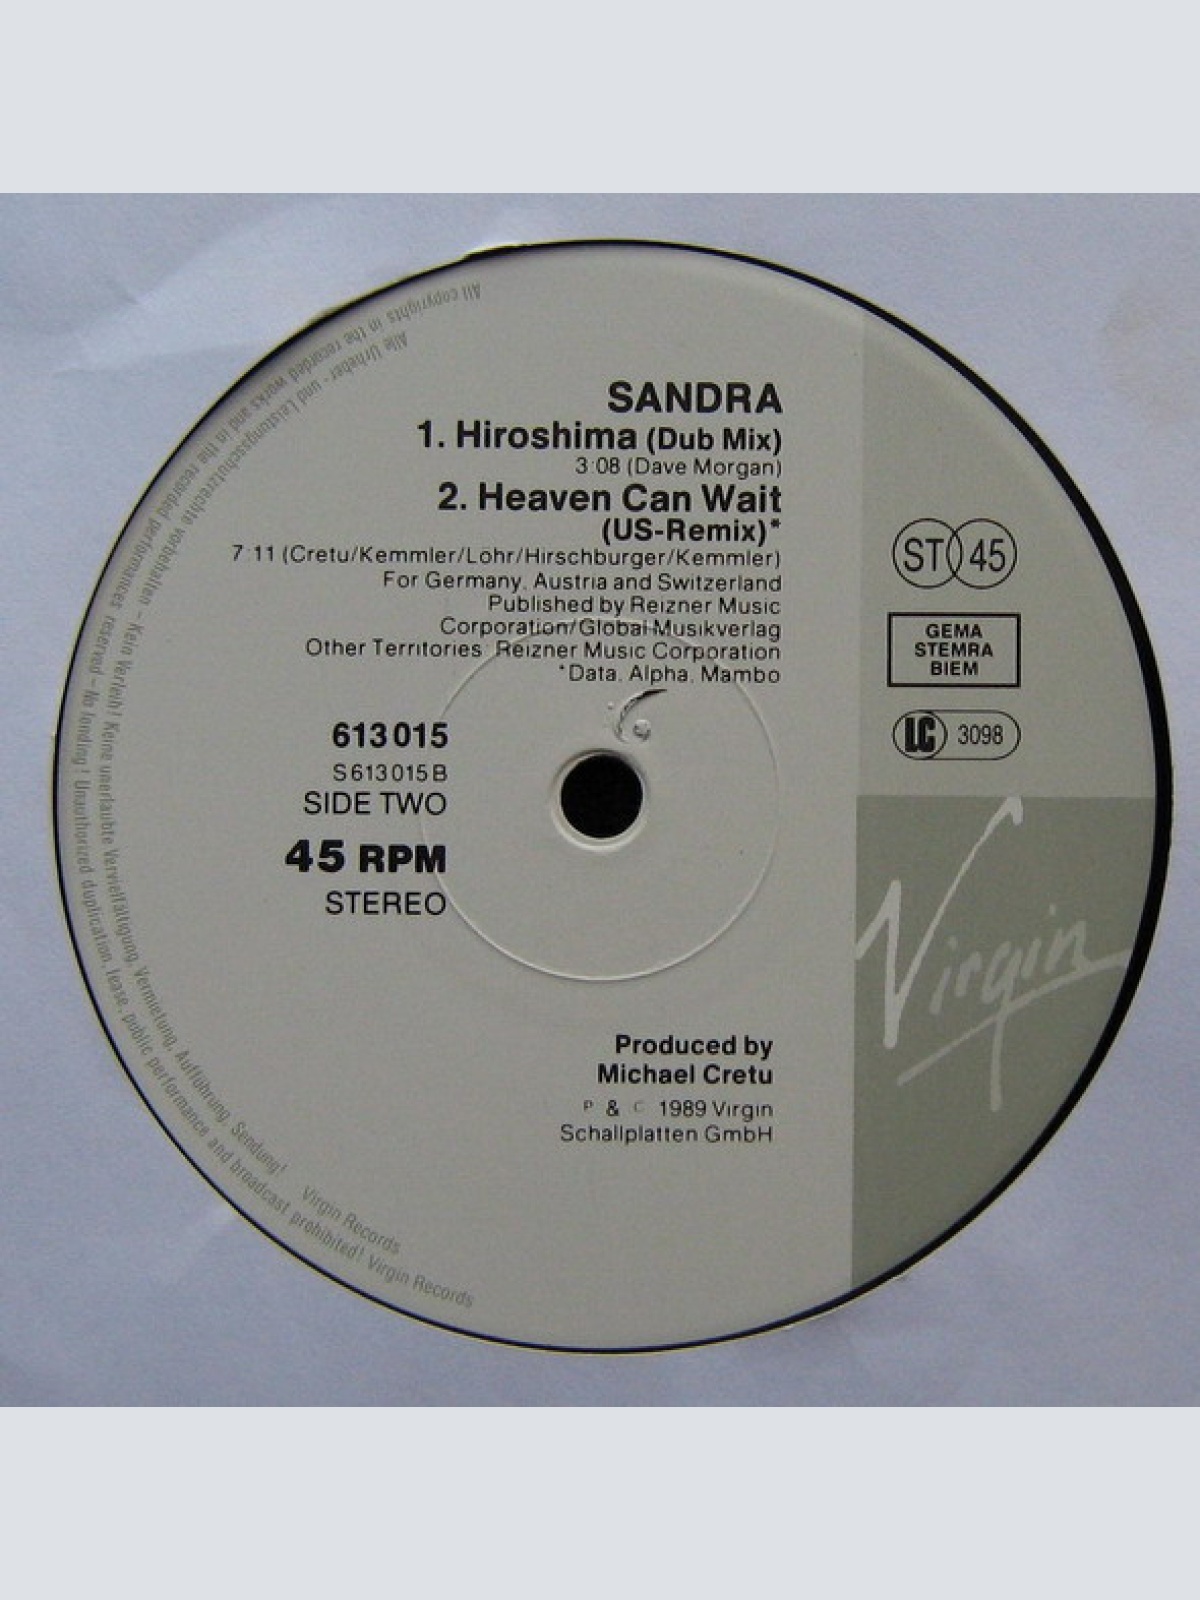 SANDRA
1. Hiroshima (Dub Mix)
3:08 (Dave Morgan)
2. Heaven Can Wait
(US-Remix)*
7:11 (Cretu/Kemmler/Löhr/Hirschburger/Kemmler)
For Germany, Austria and Switzerland
Published by Reizner Music
Corporation/Global Musikverlag
Other Territories: Reizner Music Corporation
*Data, Alpha, Mambo
613 015
S 613 015 B
SIDE TWO
45 RPM
STEREO
ST 45
GEMA
STEMRA
BIEM
LC 3098
Virgin
Produced by
Michael Cretu
P & C 1989 Virgin
Schallplatten GmbH
Alle Urheber- und Leistungsschutzrechte vorbehalten – Kein Verleih! Keine unerlaubte Vervielfältigung, Vermietung, Aufführung, Sendung! Virgin Records
All copyrights in the recorded works and in the recorded performances reserved – No lending! Unauthorized duplication, lease, public performance and broadcast prohibited! Virgin Records